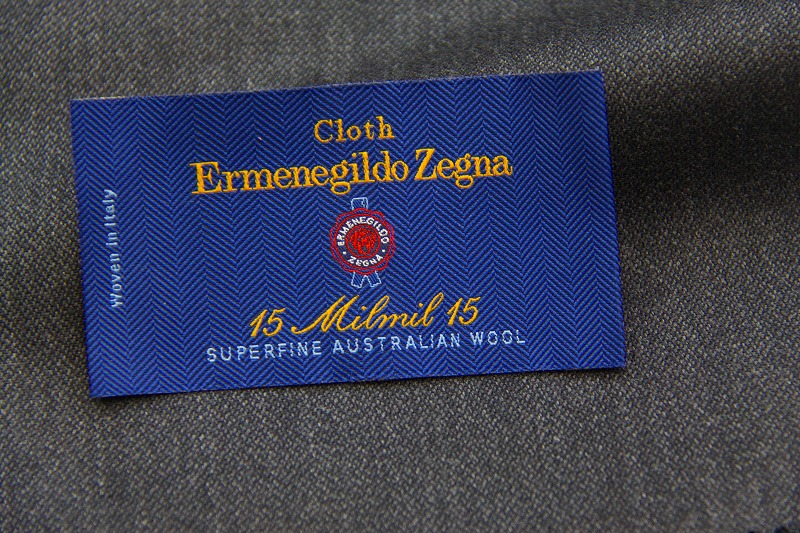 Cloth
Ermenegildo Zegna
ERMENEGILDO
ZEGNA
15 Milmil 15
SUPERFINE AUSTRALIAN WOOL
Woven in Italy